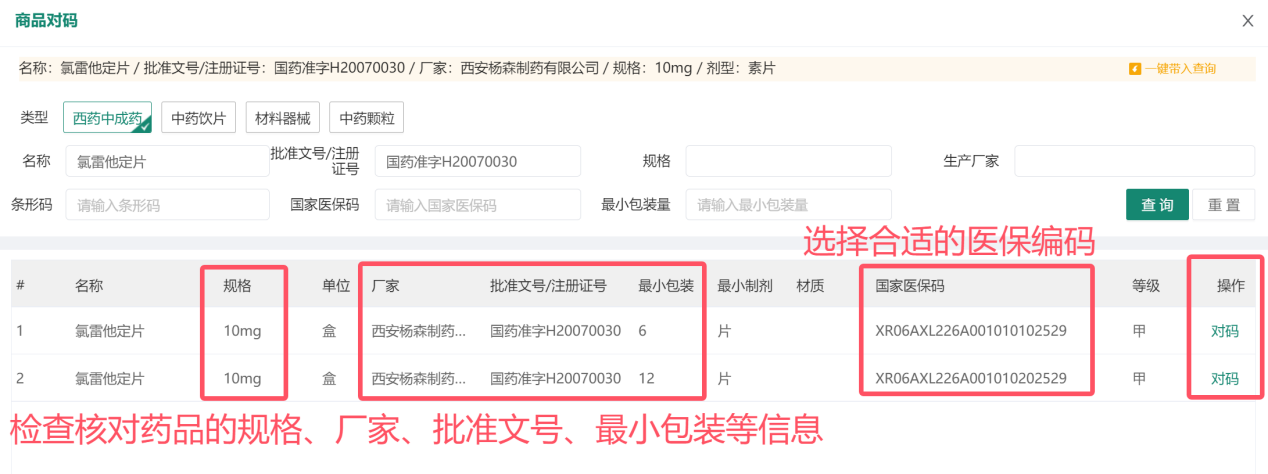 商品对码
X
名称：氯雷他定片 / 批准文号/注册证号：国药准字H20070030 / 厂家：西安杨森制药有限公司 / 规格：10mg / 剂型：素片
一键带入查询
类型 西药中成药 中药饮片 材料器械 中药颗粒
名称 氯雷他定片 批准文号/注册证号 国药准字H20070030 规格 生产厂家
条形码 请输入条形码 国家医保码 请输入国家医保码 最小包装量 请输入最小包装量 查 询 重 置
选择合适的医保编码
# 名称 规格 单位 厂家 批准文号/注册证号 最小包装 最小制剂 材质 国家医保码 等级 操作
1 氯雷他定片 10mg 盒 西安杨森制药... 国药准字H20070030 6 片 XR06AXL226A001010102529 甲 对码
2 氯雷他定片 10mg 盒 西安杨森制药... 国药准字H20070030 12 片 XR06AXL226A001010202529 甲 对码
检查核对药品的规格、厂家、批准文号、最小包装等信息